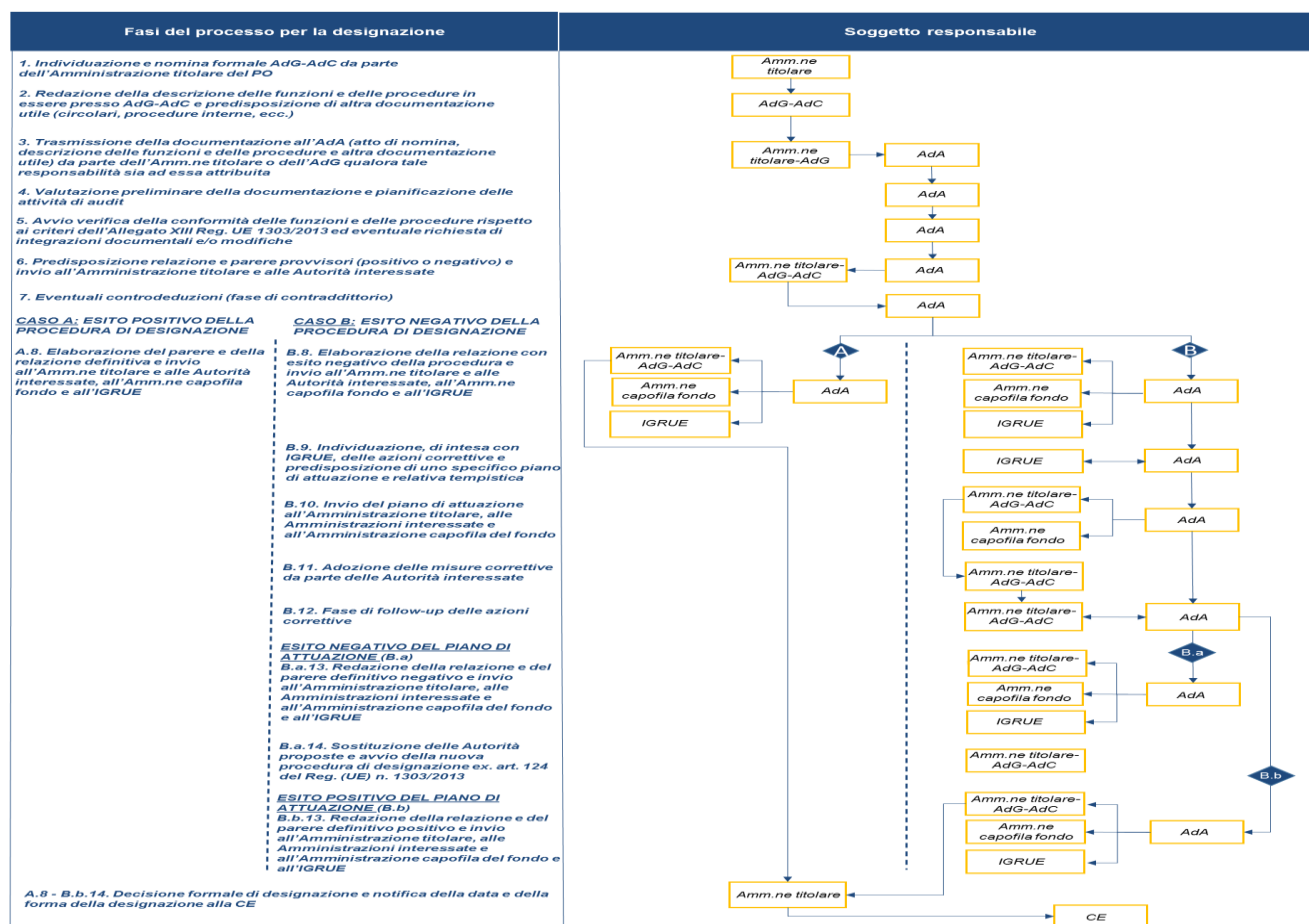 Fasi del processo per la designazione
Soggetto responsabile
1. Individuazione e nomina formale AdG-AdC da parte
dell'Amministrazione titolare del PO
2. Redazione della descrizione delle funzioni e delle procedure in
essere presso AdG-AdC e predisposizione di altra documentazione
utile (circolari, procedure interne, ecc.)
3. Trasmissione della documentazione all'AdA (atto di nomina,
descrizione delle funzioni e delle procedure e altra documentazione
utile) da parte dell'Amm.ne titolare o dell'AdG qualora tale
responsabilità sia ad essa attribuita
4. Valutazione preliminare della documentazione e pianificazione delle
attività di audit
5. Avvio verifica della conformità delle funzioni e delle procedure rispetto
ai criteri dell'Allegato XIII Reg. UE 1303/2013 ed eventuale richiesta di
integrazioni documentali e/o modifiche
6. Predisposizione relazione e parere provvisori (positivo o negativo) e
invio all'Amministrazione titolare e alle Autorità interessate
7. Eventuali controdeduzioni (fase di contraddittorio)
CASO A: ESITO POSITIVO DELLA
PROCEDURA DI DESIGNAZIONE
A.8. Elaborazione del parere e della
relazione definitiva e invio
all'Amm.ne titolare e alle Autorità
interessate, all'Amm.ne capofila
fondo e all'IGRUE
CASO B: ESITO NEGATIVO DELLA
PROCEDURA DI DESIGNAZIONE
B.8. Elaborazione della relazione con
esito negativo della procedura e
invio all'Amm.ne titolare e alle
Autorità interessate, all'Amm.ne
capofila fondo e all'IGRUE
B.9. Individuazione, di intesa con
IGRUE, delle azioni correttive e
predisposizione di uno specifico piano
di attuazione e relativa tempistica
B.10. Invio del piano di attuazione
all'Amministrazione titolare, alle
Amministrazioni interessate e
all'Amministrazione capofila del fondo
B.11. Adozione delle misure correttive
da parte delle Autorità interessate
B.12. Fase di follow-up delle azioni
correttive
ESITO NEGATIVO DEL PIANO DI
ATTUAZIONE (B.a)
B.a.13. Redazione della relazione e del
parere definitivo negativo e invio
all'Amministrazione titolare, alle
Amministrazioni interessate e
all'Amministrazione capofila del fondo
e all'IGRUE
B.a.14. Sostituzione delle Autorità
proposte e avvio della nuova
procedura di designazione ex. art. 124
del Reg. (UE) n. 1303/2013
ESITO POSITIVO DEL PIANO DI
ATTUAZIONE (B.b)
B.b.13. Redazione della relazione e del
parere definitivo positivo e invio
all'Amministrazione titolare, alle
Amministrazioni interessate e
all'Amministrazione capofila del fondo e
all'IGRUE
A.8 - B.b.14. Decisione formale di designazione e notifica della data e della
forma della designazione alla CE
Amm.ne
titolare
AdG-AdC
Amm.ne
titolare-AdG
AdA
AdA
AdA
Amm.ne titolare-
AdG-AdC
AdA
AdA
A
Amm.ne titolare-
AdG-AdC
Amm.ne
capofila fondo
AdA
IGRUE
B
Amm.ne titolare-
AdG-AdC
Amm.ne
capofila fondo
AdA
IGRUE
IGRUE
AdA
Amm.ne titolare-
AdG-AdC
AdA
Amm.ne
capofila fondo
Amm.ne titolare-
AdG-AdC
Amm.ne titolare-
AdG-AdC
AdA
B.a
Amm.ne titolare-
AdG-AdC
Amm.ne
capofila fondo
AdA
IGRUE
Amm.ne titolare-
AdG-AdC
B.b
Amm.ne titolare-
AdG-AdC
Amm.ne
capofila fondo
AdA
IGRUE
Amm.ne titolare
CE